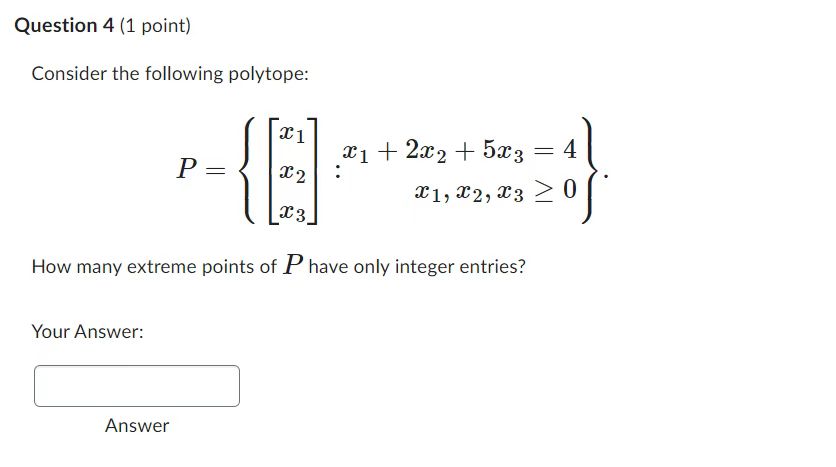 Question 4 (1 point)
Consider the following polytope:
P = { [x₁ x₂ x₃] : x₁ + 2x₂ + 5x₃ = 4
x₁, x₂, x₃ ≥ 0 }.
How many extreme points of P have only integer entries?
Your Answer:
Answer